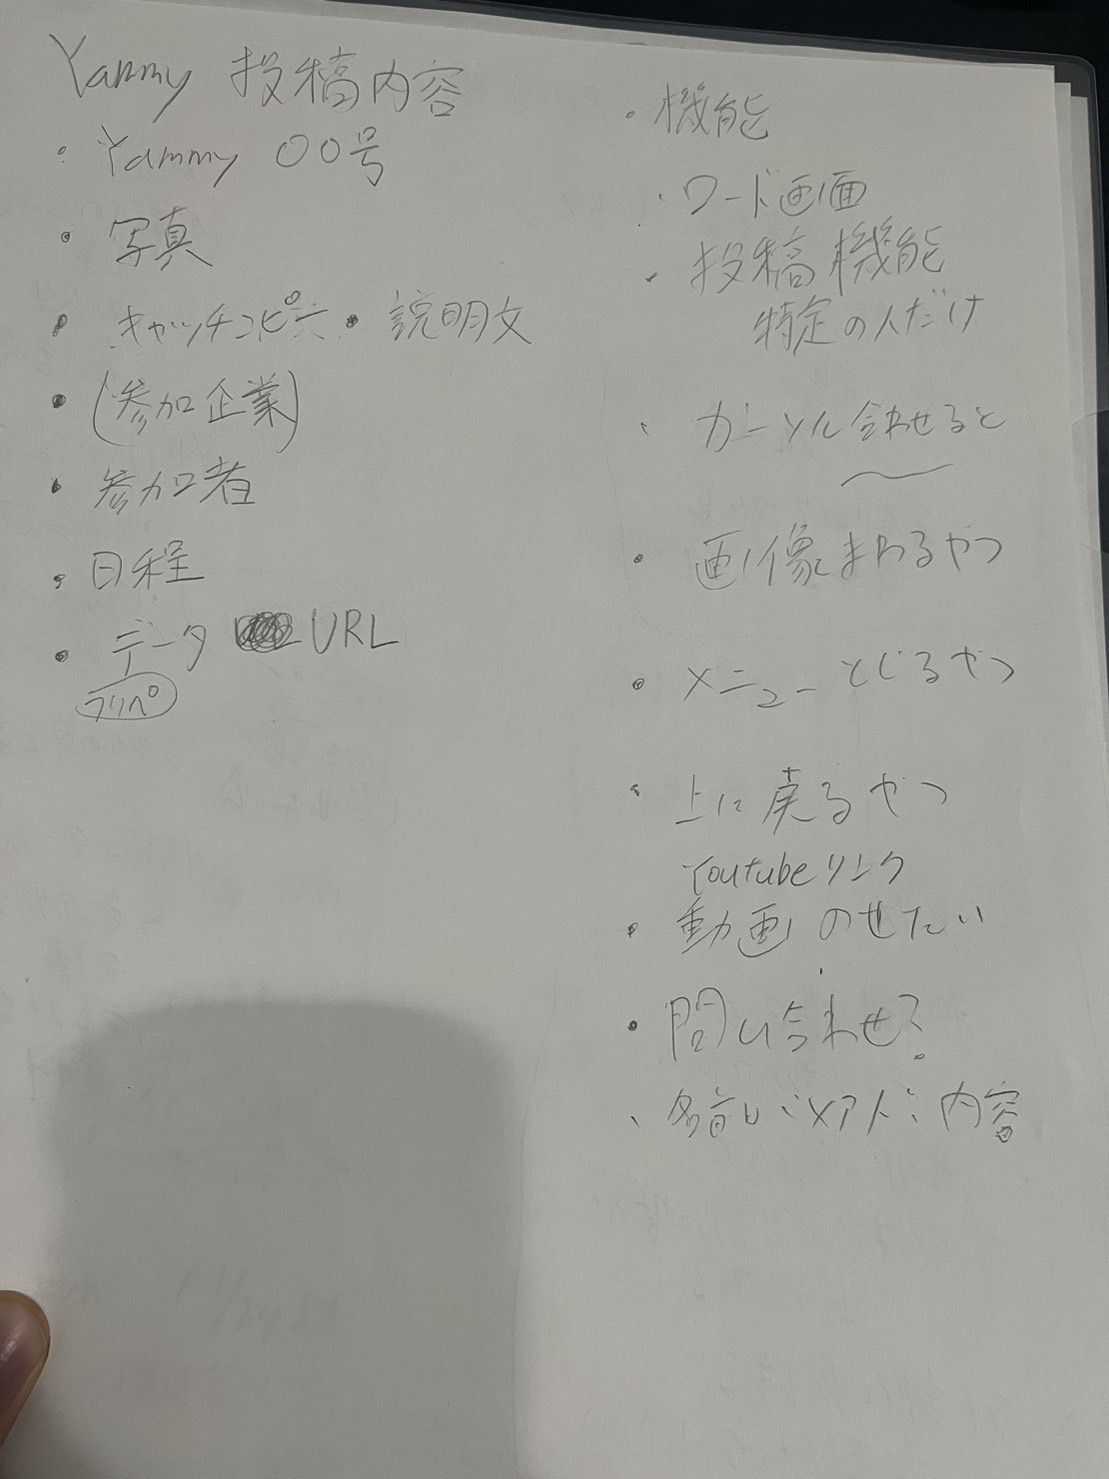 Yammy 投稿内容
・Yammy 〇〇号
・写真
・キャッチコピー・説明文
・(参加企業)
・参加者
・日程
・データ URL
フリペ
・機能
・ロード画面
・投稿機能
特定の人だけ
・カーソル合わせると
・画像まわるやつ
・メニューとじるやつ
・上に戻るやつ
Youtubeリンク
・動画のせたい
・問い合わせ?
・名前、メアド、内容